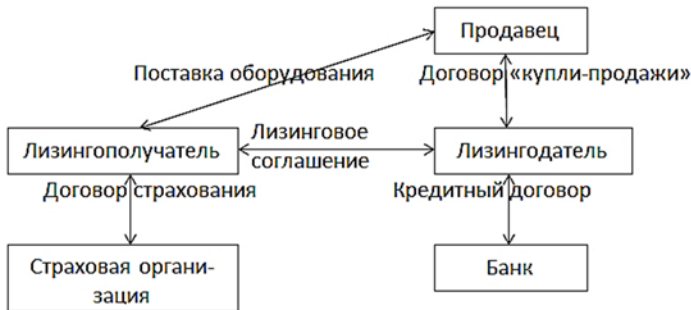 Продавец
Поставка оборудования
Договор «купли-продажи»
Лизингополучатель
Лизинговое
соглашение
Лизингодатель
Договор страхования
Кредитный договор
Страховая органи-
зация
Банк